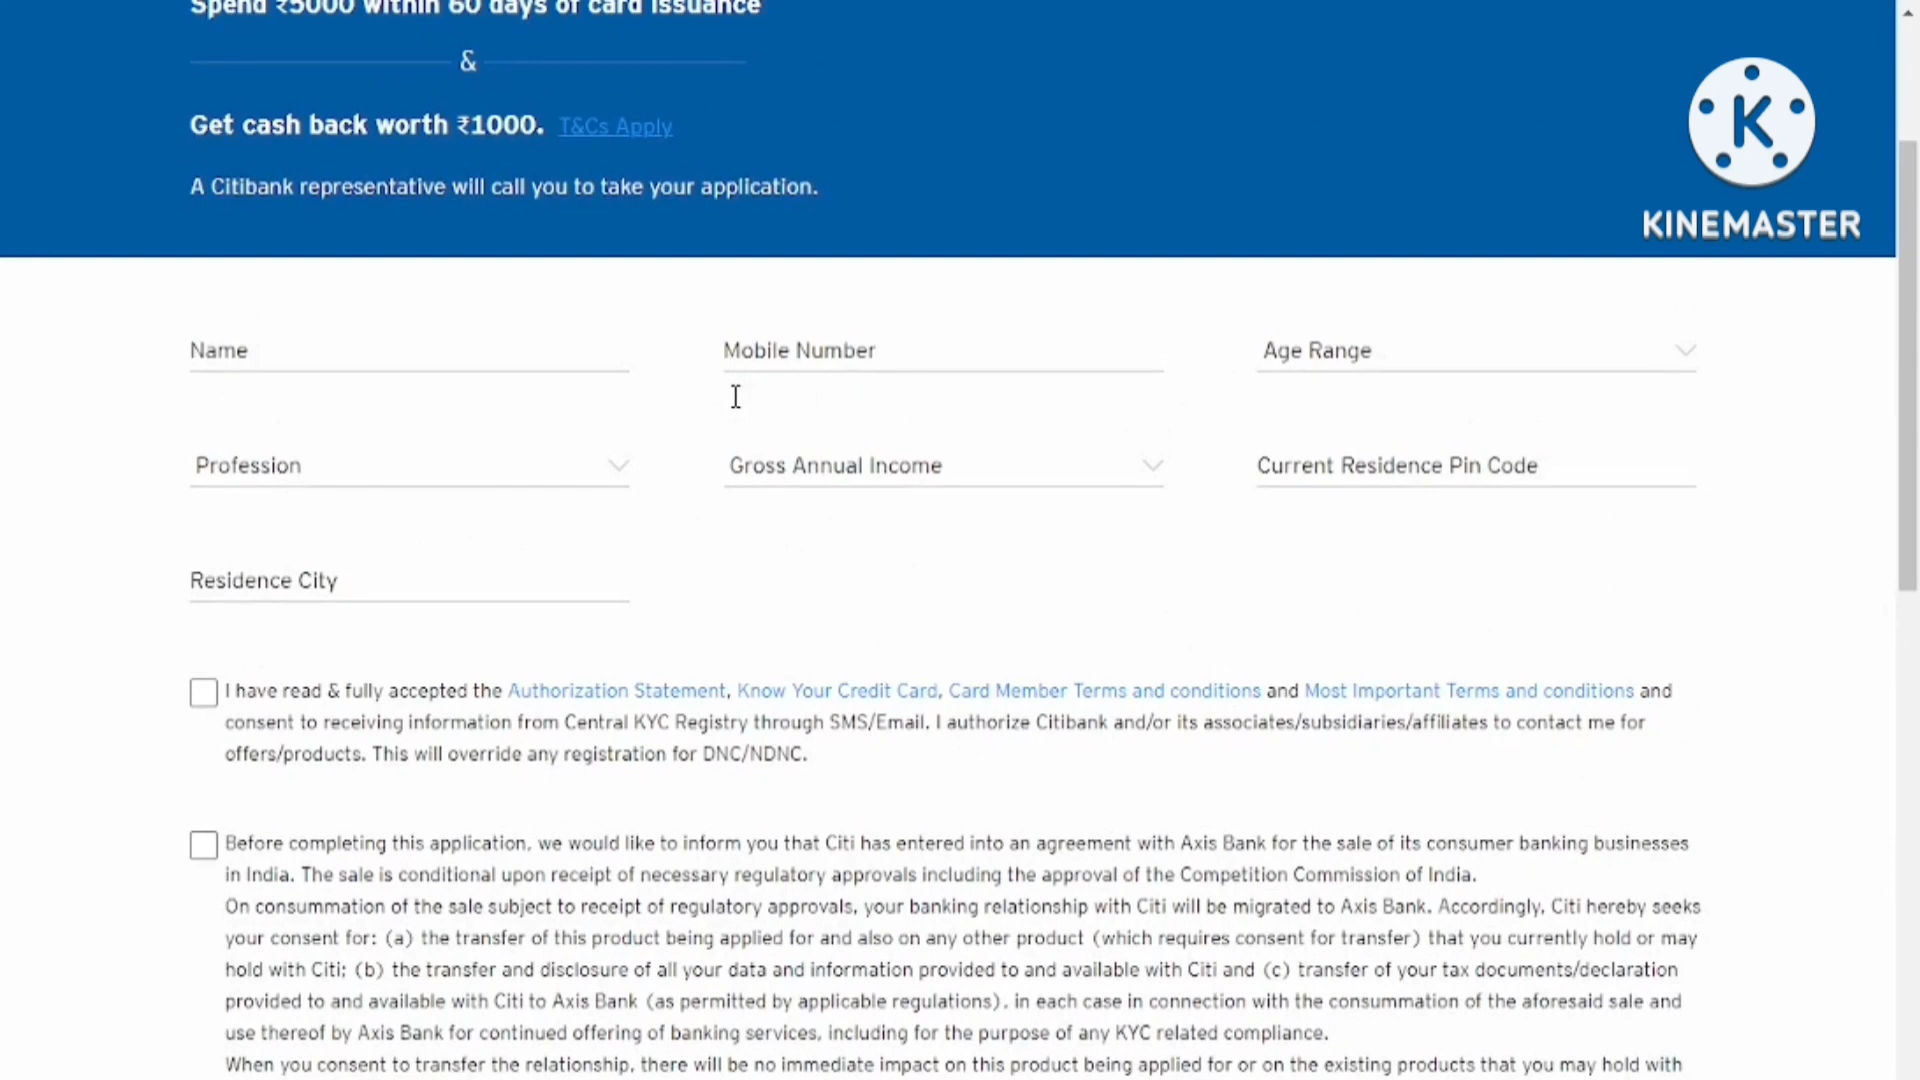 Spend ₹5000 within 60 days of card issuance
&
Get cash back worth ₹1000. T&Cs Apply
A Citibank representative will call you to take your application.
K
KINEMASTER
Name
Mobile Number
Age Range
Profession
Gross Annual Income
Current Residence Pin Code
Residence City
I have read & fully accepted the Authorization Statement, Know Your Credit Card, Card Member Terms and conditions and Most Important Terms and conditions and
consent to receiving information from Central KYC Registry through SMS/Email. I authorize Citibank and/or its associates/subsidiaries/affiliates to contact me for
offers/products. This will override any registration for DNC/NDNC.
Before completing this application, we would like to inform you that Citi has entered into an agreement with Axis Bank for the sale of its consumer banking businesses
in India. The sale is conditional upon receipt of necessary regulatory approvals including the approval of the Competition Commission of India.
On consummation of the sale subject to receipt of regulatory approvals, your banking relationship with Citi will be migrated to Axis Bank. Accordingly, Citi hereby seeks
your consent for: (a) the transfer of this product being applied for and also on any other product (which requires consent for transfer) that you currently hold or may
hold with Citi; (b) the transfer and disclosure of all your data and information provided to and available with Citi and (c) transfer of your tax documents/declaration
provided to and available with Citi to Axis Bank (as permitted by applicable regulations), in each case in connection with the consummation of the aforesaid sale and
use thereof by Axis Bank for continued offering of banking services, including for the purpose of any KYC related compliance.
When you consent to transfer the relationship, there will be no immediate impact on this product being applied for or on the existing products that you may hold with